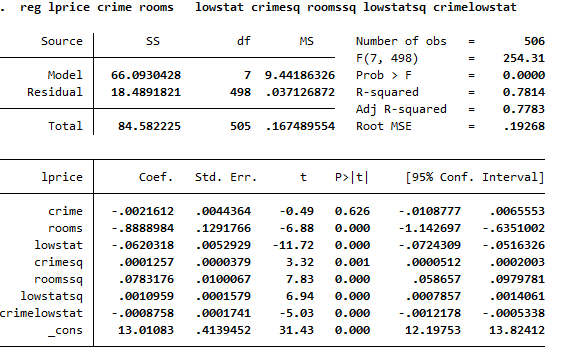 . reg lprice crime rooms lowstat crimesq roomssq lowstatsq crimelowstat
Source SS df MS Number of obs = 506
F(7, 498) = 254.31
Model 66.0930428 7 9.44186326 Prob > F = 0.0000
Residual 18.4891821 498 .037126872 R-squared = 0.7814
Adj R-squared = 0.7783
Total 84.582225 505 .167489554 Root MSE = .19268
lprice Coef. Std. Err. t P>|t| [95% Conf. Interval]
crime -.0021612 .0044364 -0.49 0.626 -.0108777 .0065553
rooms -.8888984 .1291766 -6.88 0.000 -1.142697 -.6351002
lowstat -.0620318 .0052929 -11.72 0.000 -.0724309 -.0516326
crimesq .0001257 .0000379 3.32 0.001 .0000512 .0002003
roomssq .0783176 .0100067 7.83 0.000 .058657 .0979781
lowstatsq .0010959 .0001579 6.94 0.000 .0007857 .0014061
crimelowstat -.0008758 .0001741 -5.03 0.000 -.0012178 -.0005338
_cons 13.01083 .4139452 31.43 0.000 12.19753 13.82412